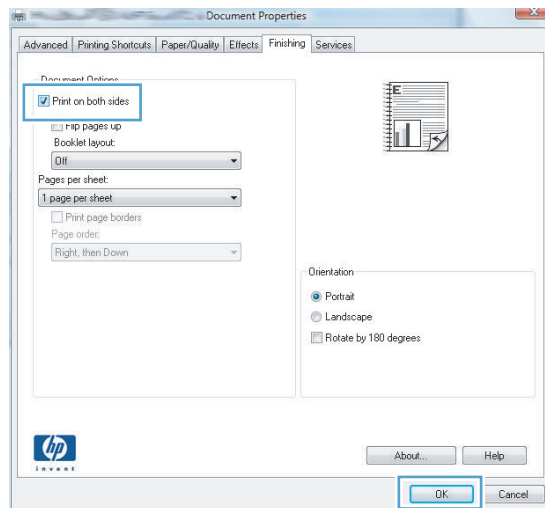 Document Properties
Advanced Printing Shortcuts Paper/Quality Effects Finishing Services
Document Options
Print on both sides
Flip pages up
Booklet layout:
Off
Pages per sheet:
1 page per sheet
Print page borders
Page order:
Right, then Down
E
Orientation
Portrait
Landscape
Rotate by 180 degrees
hp
invent
About... Help
OK Cancel